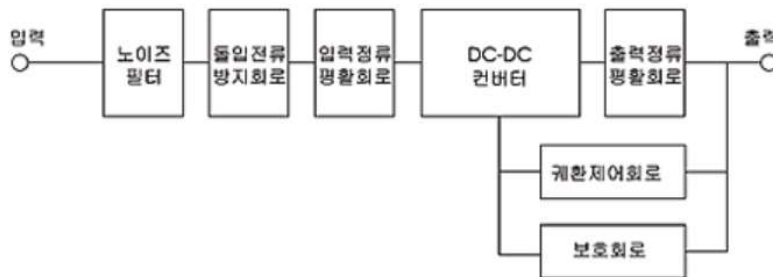 입력
노이즈
필터
돌입전류
방지회로
입력정류
평활회로
DC-DC
컨버터
출력정류
평활회로
출력
궤환제어회로
보호회로